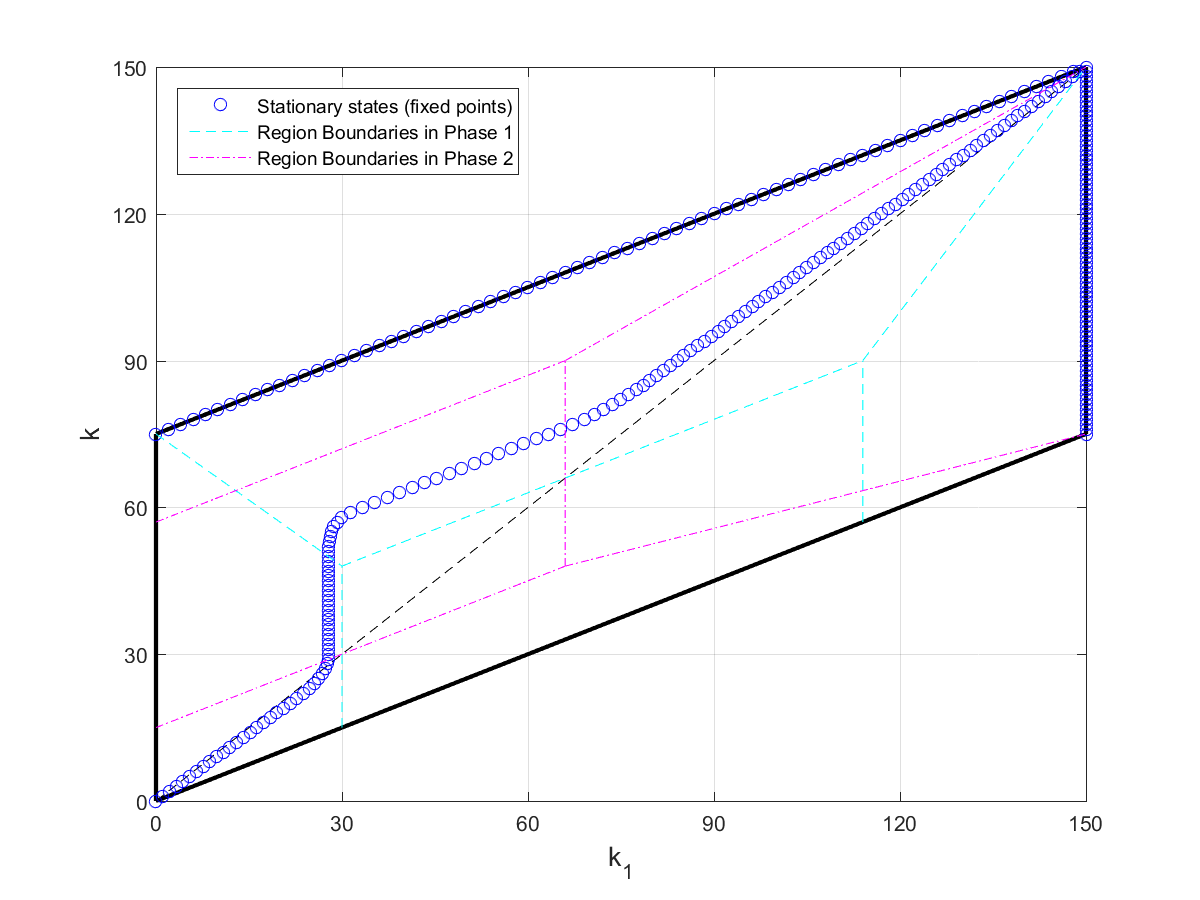 150
120
90
60
30
0
k
Stationary states (fixed points)
Region Boundaries in Phase 1
Region Boundaries in Phase 2
0 30 60 90 120 150
k₁